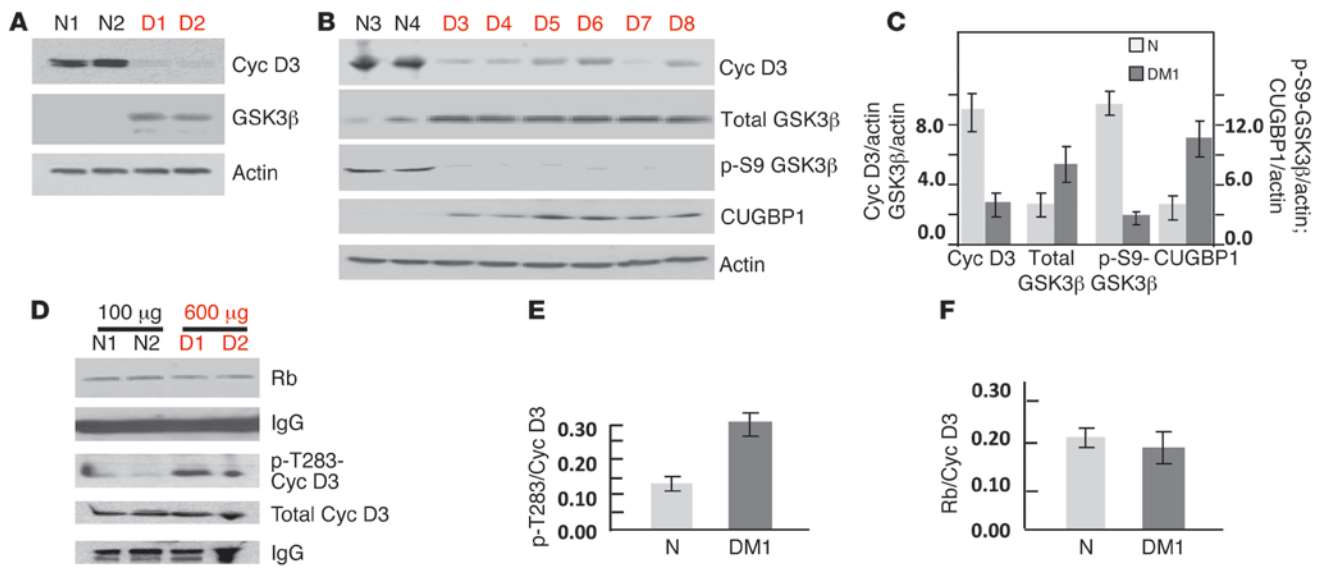 A
N1 N2 D1 D2
Cyc D3
GSK3β
Actin
B
N3 N4 D3 D4 D5 D6 D7 D8
Cyc D3
Total GSK3β
p-S9 GSK3β
CUGBP1
Actin
C
N
DM1
Cyc D3/actin
GSK3β/actin
8.0
4.0
0.0
12.0
6.0
0.0
p-S9-GSK3β/actin;
CUGBP1/actin
Cyc D3 Total p-S9- CUGBP1
GSK3β GSK3β
D
100 μg 600 μg
N1 N2 D1 D2
Rb
IgG
p-T283-
Cyc D3
Total Cyc D3
IgG
E
p-T283/Cyc D3
0.30
0.20
0.10
0.00
N DM1
F
Rb/Cyc D3
0.30
0.20
0.10
0.00
N DM1